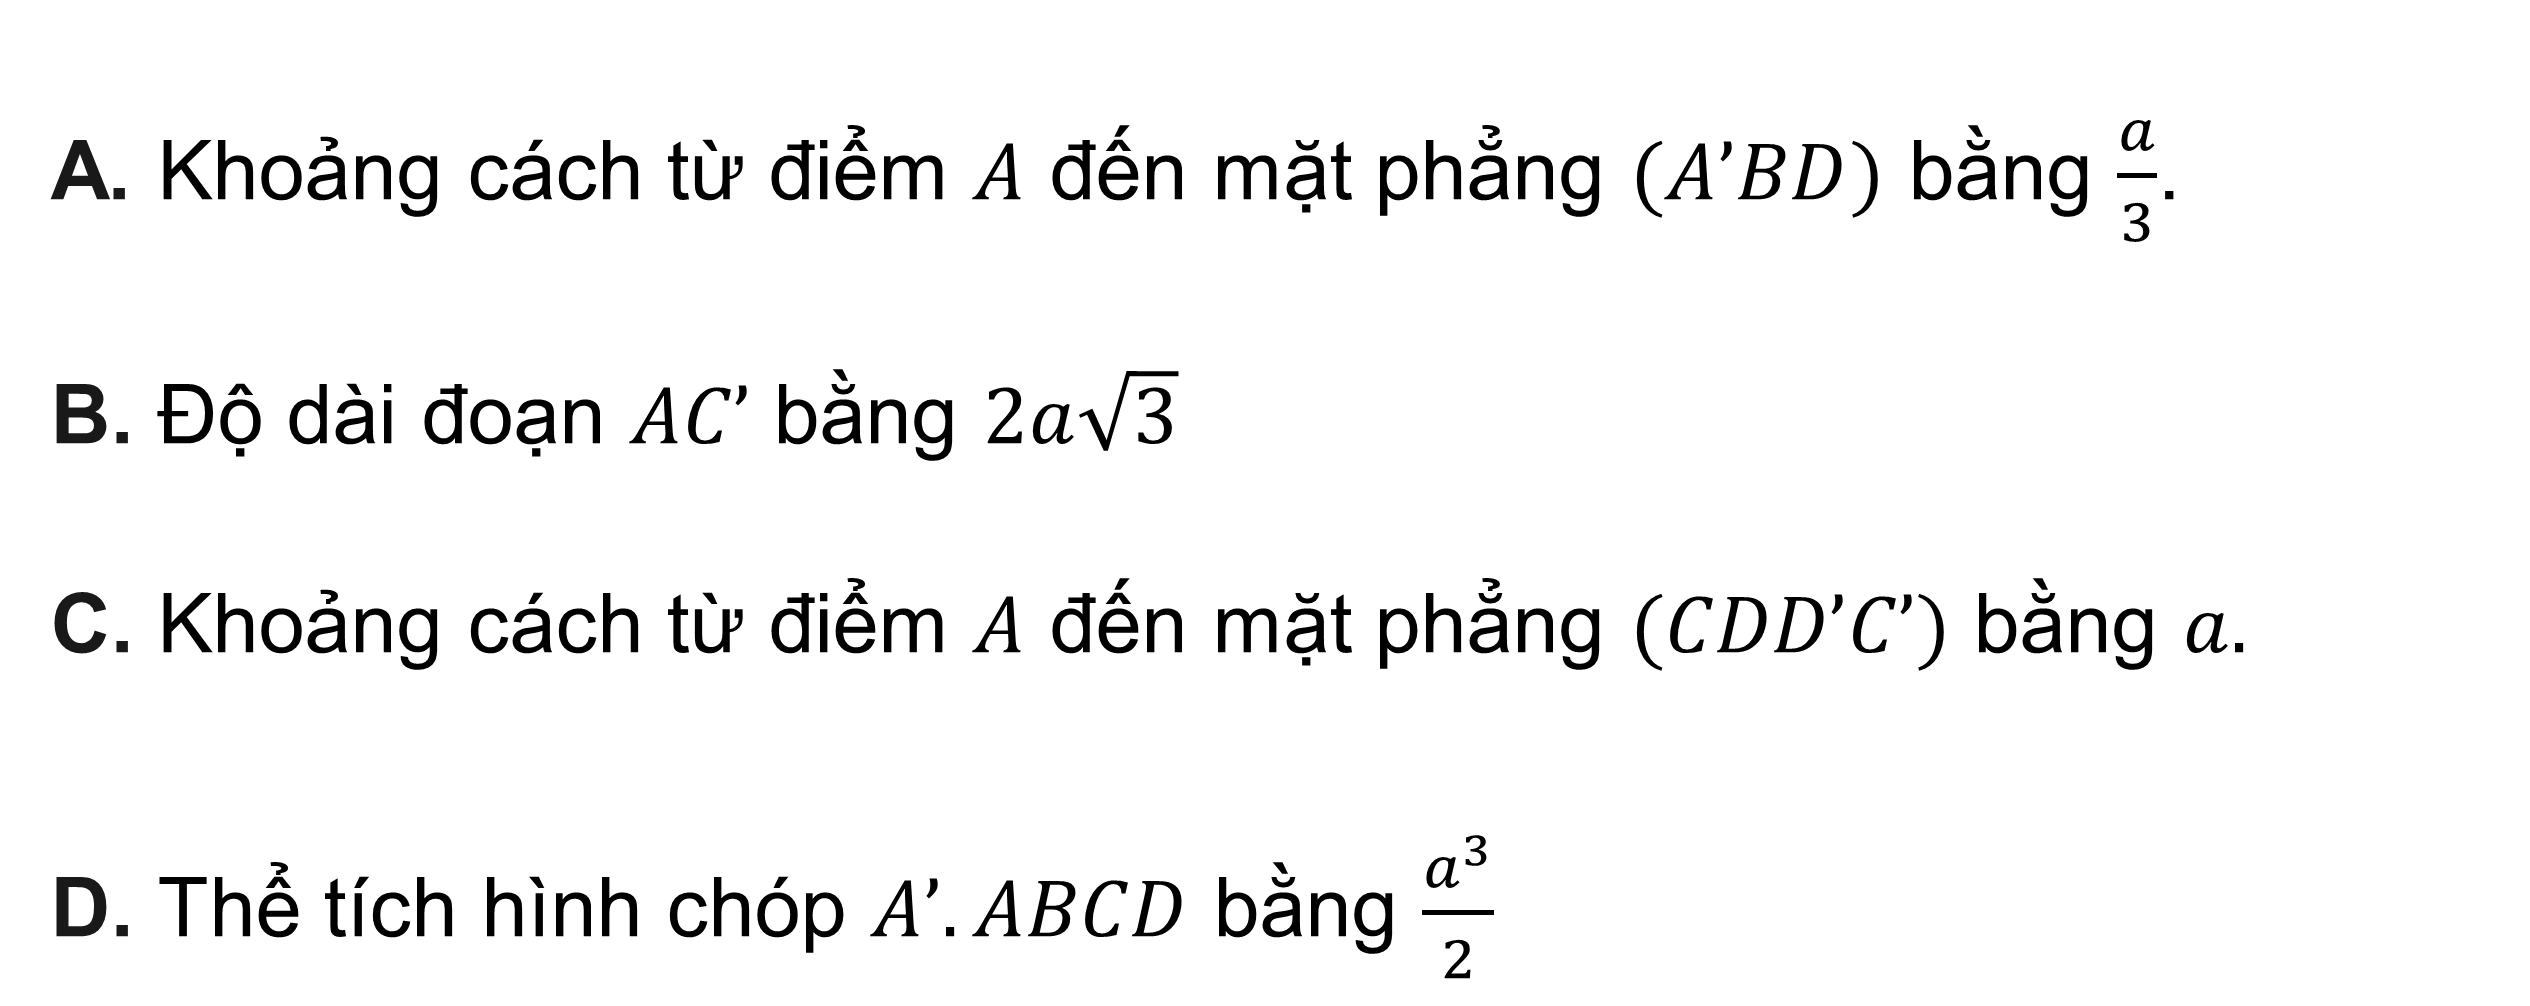 A. Khoảng cách từ điểm A đến mặt phẳng (A’BD) bằng a/3.
B. Độ dài đoạn AC’ bằng 2a√3
C. Khoảng cách từ điểm A đến mặt phẳng (CDD’C’) bằng a.
D. Thể tích hình chóp A’. ABCD bằng a³/2